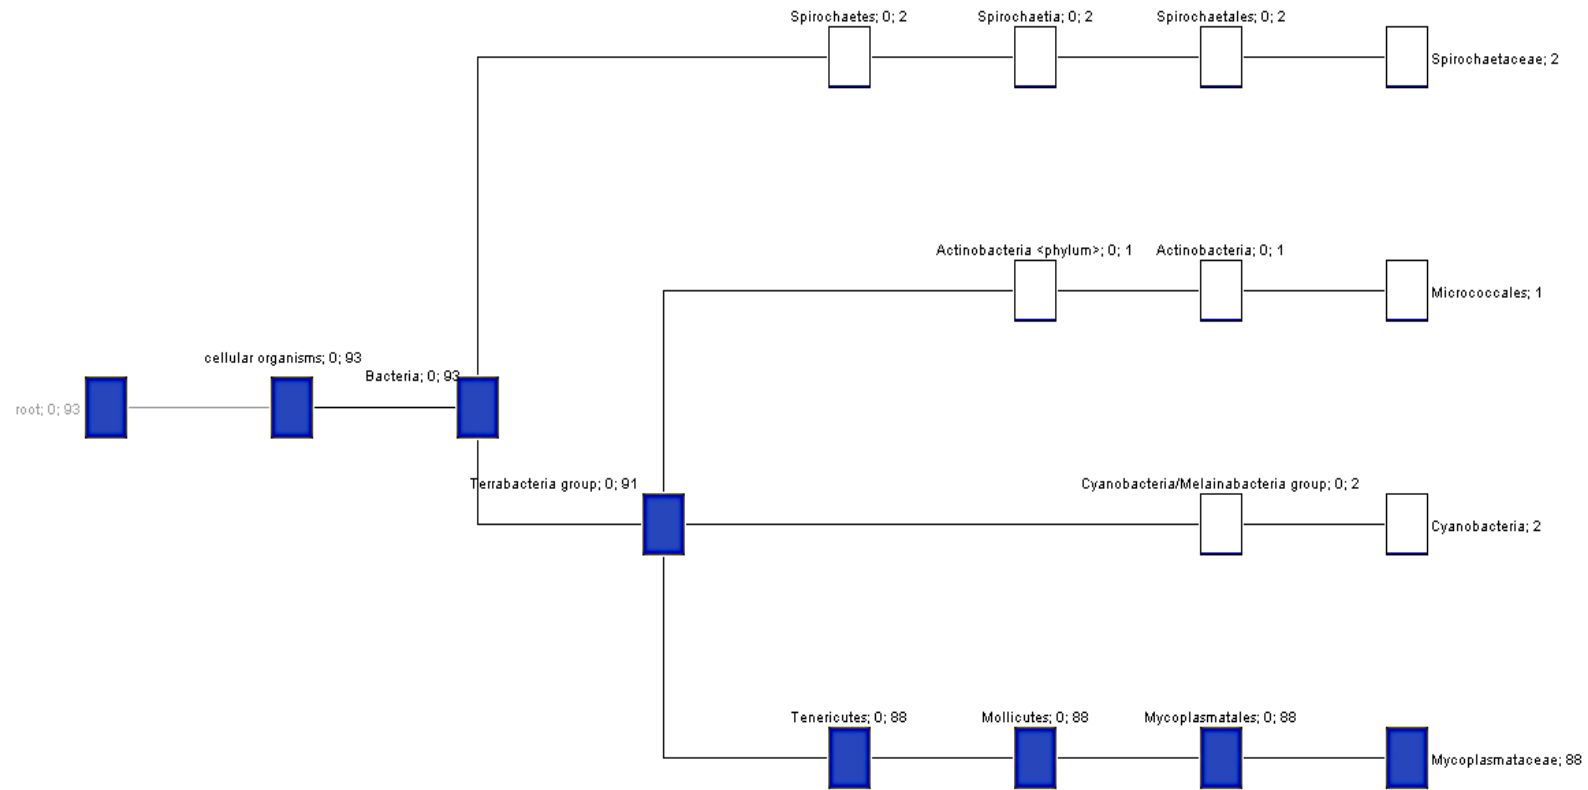 Spirochaetes; 0; 2
Spirochaetia; 0; 2
Spirochaetales; 0; 2
Spirochaetaceae; 2
Actinobacteria <phylum>; 0; 1
Actinobacteria; 0; 1
Micrococcales; 1
cellular organisms; 0; 93
Bacteria; 0; 93
root; 0; 93
Terrabacteria group; 0; 91
Cyanobacteria/Melainabacteria group; 0; 2
Cyanobacteria; 2
Tenericutes; 0; 88
Mollicutes; 0; 88
Mycoplasmatales; 0; 88
Mycoplasmataceae; 88